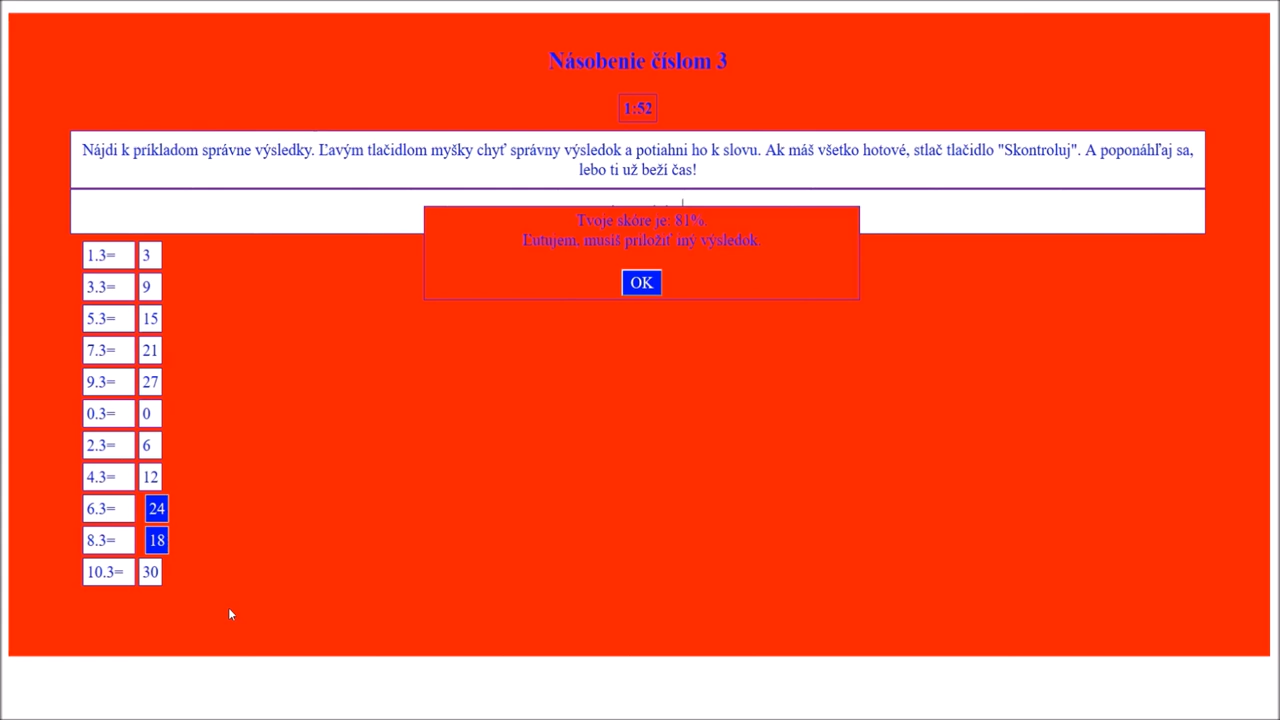 Násobenie číslom 3
1:52
Nájdi k príkladom správne výsledky. Ľavým tlačidlom myšky chyť správny výsledok a potiahni ho k slovu. Ak máš všetko hotové, stlač tlačidlo "Skontroluj". A poponáhľaj sa,
lebo ti už beží čas!
Tvoje skóre je: 81%.
Ľutujem, musíš priložiť iný výsledok.
OK
1.3= 3
3.3= 9
5.3= 15
7.3= 21
9.3= 27
0.3= 0
2.3= 6
4.3= 12
6.3= 24
8.3= 18
10.3= 30